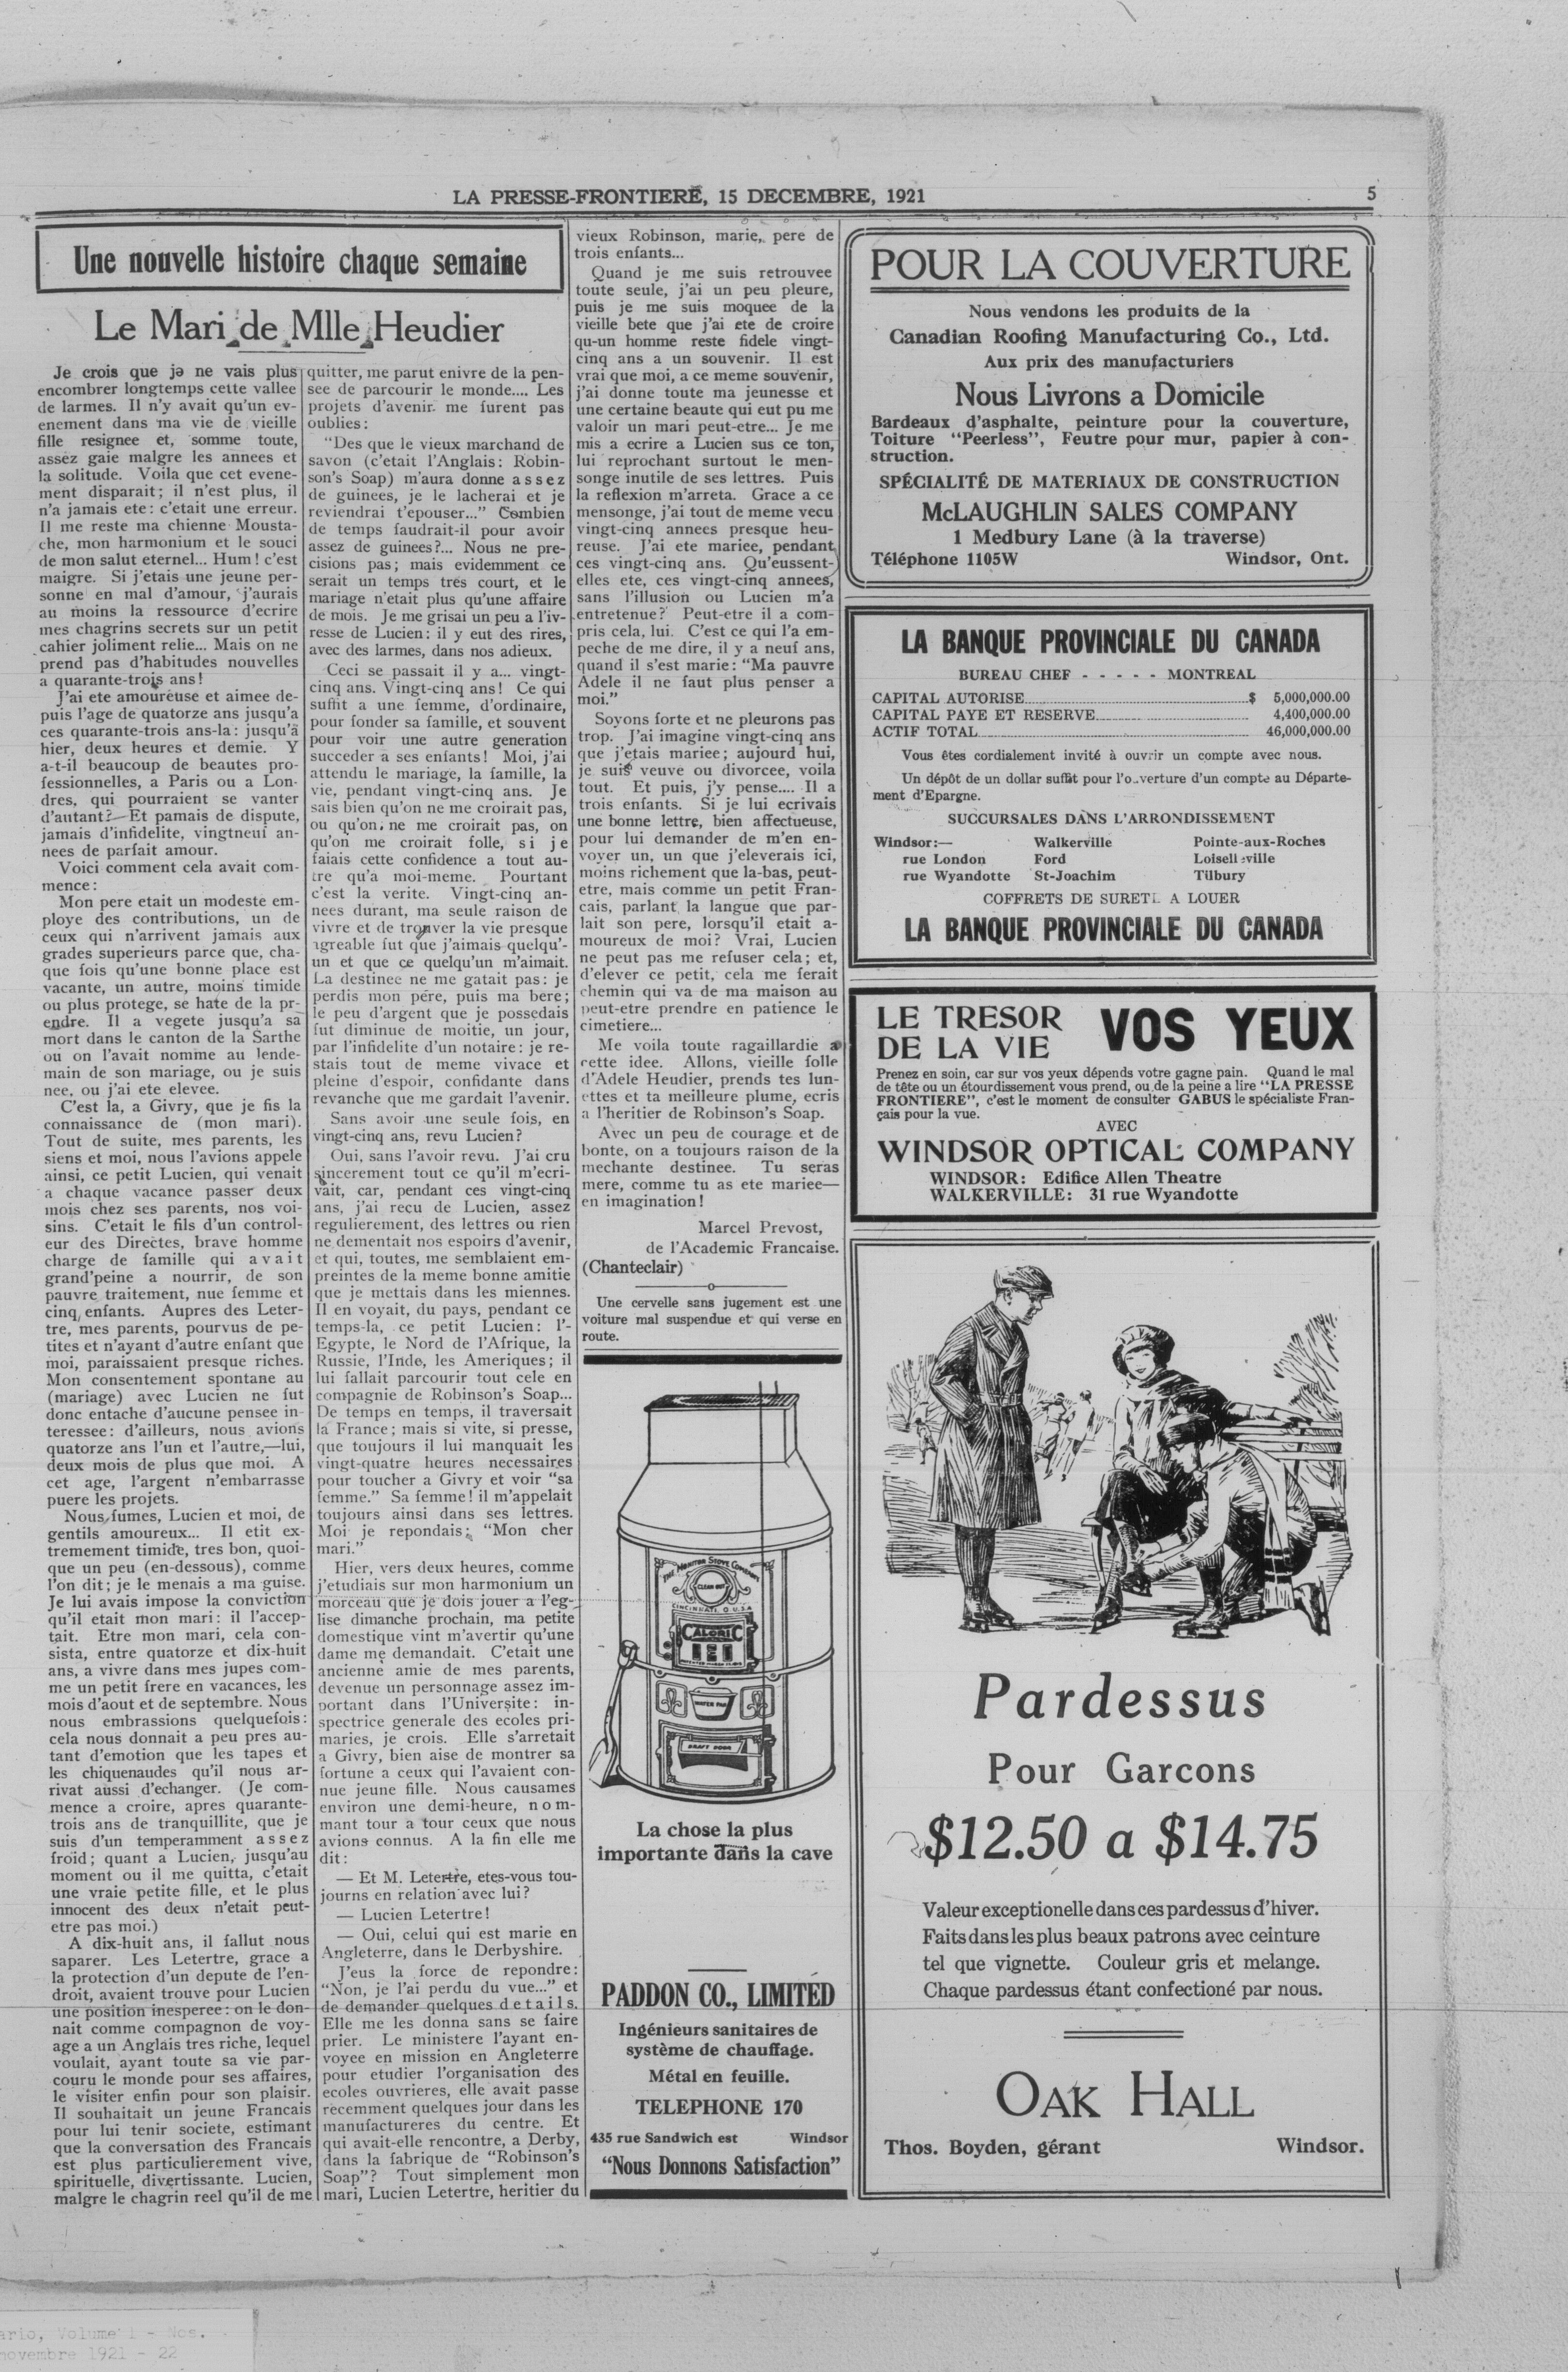 LA PRESSE-FRONTIERE, 15 DECEMBRE, 1921
5
Une nouvelle histoire chaque semaine
Le Mari de Mlle Heudier
Je crois que je ne vais plus
encombrer longtemps cette vallee
de larmes. Il n'y avait qu'un ev-
enement dans ma vie de vieille
fille resignee et, somme toute,
assez gaie malgre les annees et
la solitude. Voila que cet evene-
ment disparait; il n'est plus, il
n'a jamais ete: c'etait une erreur.
Il me reste ma chienne Mousta-
che, mon harmonium et le souci
de mon salut eternel... Hum! c'est
maigre. Si j'etais une jeune per-
sonne en mal d'amour, j'aurais
au moins la ressource d'ecrire
mes chagrins secrets sur un petit
cahier joliment relie... Mais on ne
prend pas d'habitudes nouvelles
a quarante-trois ans!
J'ai ete amoureuse et aimee de-
puis l'age de quatorze ans jusqu'a
ces quarante-trois ans-la: jusqu'a
hier, deux heures et demie. Y
a-t-il beaucoup de beautes pro-
fessionnelles, a Paris ou a Lon-
dres, qui pourraient se vanter
d'autant?—Et pamais de dispute,
jamais d'infidelite, vingtneuf an-
nees de parfait amour.
Voici comment cela avait com-
mence:
Mon pere etait un modeste em-
ploye des contributions, un de
ceux qui n'arrivent jamais aux
grades superieurs parce que, cha-
que fois qu'une bonne place est
vacante, un autre, moins timide
ou plus protege, se hate de la pr-
endre. Il a vegete jusqu'a sa
mort dans le canton de la Sarthe
ou on l'avait nomme au lende-
main de son mariage, ou je suis
nee, ou j'ai ete elevee.
C'est la, a Givry, que je fis la
connaissance de (mon mari).
Tout de suite, mes parents, les
siens et moi, nous l'avions appele
ainsi, ce petit Lucien, qui venait
a chaque vacance passer deux
mois chez ses parents, nos voi-
sins. C'etait le fils d'un control-
eur des Directes, brave homme
charge de famille qui avait
grand'peine a nourrir, de son
pauvre traitement, nue femme et
cinq enfants. Aupres des Leter-
tre, mes parents, pourvus de pe-
tites et n'ayant d'autre enfant que
moi, paraissaient presque riches.
Mon consentement spontane au
(mariage) avec Lucien ne fut
donc entache d'aucune pensee in-
teressee: d'ailleurs, nous avions
quatorze ans l'un et l'autre,—lui,
deux mois de plus que moi. A
cet age, l'argent n'embarrasse
puere les projets.
Nous fumes, Lucien et moi, de
gentils amoureux... Il etit ex-
tremement timide, tres bon, quoi-
que un peu (en-dessous), comme
l'on dit; je le menais a ma guise.
Je lui avais impose la conviction
qu'il etait mon mari: il l'accep-
tait. Etre mon mari, cela con-
sista, entre quatorze et dix-huit
ans, a vivre dans mes jupes com-
me un petit frere en vacances, les
mois d'aout et de septembre. Nous
nous embrassions quelquefois:
cela nous donnait a peu pres au-
tant d'emotion que les tapes et
les chiquenaudes qu'il nous ar-
rivat aussi d'echanger. (Je com-
mence a croire, apres quarante-
trois ans de tranquillite, que je
suis d'un temperamment assez
froid; quant a Lucien, jusqu'au
moment ou il me quitta, c'etait
une vraie petite fille, et le plus
innocent des deux n'etait peut-
etre pas moi.)
A dix-huit ans, il fallut nous
saparer. Les Letertre, grace a
la protection d'un depute de l'en-
droit, avaient trouve pour Lucien
une position inesperee: on le don-
nait comme compagnon de voy-
age a un Anglais tres riche, lequel
voulait, ayant toute sa vie par-
couru le monde pour ses affaires,
le visiter enfin pour son plaisir.
Il souhaitait un jeune Francais
pour lui tenir societe, estimant
que la conversation des Francais
est plus particulierement vive,
spirituelle, divertissante. Lucien,
malgre le chagrin reel qu'il de me
quitter, me parut enivre de la pen-
see de parcourir le monde.... Les
projets d'avenir me furent pas
oublies:
"Des que le vieux marchand de
savon (c'etait l'Anglais: Robin-
son's Soap) m'aura donne assez
de guinees, je le lacherai et je
reviendrai t'epouser..." Combien
de temps faudrait-il pour avoir
assez de guinees?... Nous ne pre-
cisions pas; mais evidemment ce
serait un temps tres court, et le
mariage n'etait plus qu'une affaire
de mois. Je me grisai un peu a l'iv-
resse de Lucien: il y eut des rires,
avec des larmes, dans nos adieux.
Ceci se passait il y a... vingt-
cinq ans. Vingt-cinq ans! Ce qui
suffit a une femme, d'ordinaire,
pour fonder sa famille, et souvent
pour voir une autre generation
succeder a ses enfants! Moi, j'ai
attendu le mariage, la famille, la
vie, pendant vingt-cinq ans. Je
sais bien qu'on ne me croirait pas,
ou qu'on ne me croirait pas, on
qu'on me croirait folle, si je
faiais cette confidence a tout au-
tre qu'a moi-meme. Pourtant
c'est la verite. Vingt-cinq an-
nees durant, ma seule raison de
vivre et de trouver la vie presque
agreable fut que j'aimais quelqu'-
un et que ce quelqu'un m'aimait.
La destinee ne me gatait pas: je
perdis mon pere, puis ma bere;
le peu d'argent que je possedais
fut diminue de moitie, un jour,
par l'infidelite d'un notaire: je re-
stais tout de meme vivace et
pleine d'espoir, confidante dans
revanche que me gardait l'avenir.
Sans avoir une seule fois, en
vingt-cinq ans, revu Lucien?
Oui, sans l'avoir revu. J'ai cru
sincerement tout ce qu'il m'ecri-
vait, car, pendant ces vingt-cinq
ans, j'ai recu de Lucien, assez
regulierement, des lettres ou rien
ne dementait nos espoirs d'avenir,
et qui, toutes, me semblaient em-
preintes de la meme bonne amitie
que je mettais dans les miennes.
Il en voyait, du pays, pendant ce
temps-la, ce petit Lucien: l'-
Egypte, le Nord de l'Afrique, la
Russie, l'Inde, les Ameriques; il
lui fallait parcourir tout cele en
compagnie de Robinson's Soap...
De temps en temps, il traversait
la France; mais si vite, si presse,
que toujours il lui manquait les
vingt-quatre heures necessaires
pour toucher a Givry et voir "sa
femme." Sa femme! il m'appelait
toujours ainsi dans ses lettres.
Moi je repondais: "Mon cher
mari."
Hier, vers deux heures, comme
j'etudiais sur mon harmonium un
morceau que je dois jouer a l'eg-
lise dimanche prochain, ma petite
domestique vint m'avertir qu'une
dame me demandait. C'etait une
ancienne amie de mes parents,
devenue un personnage assez im-
portant dans l'Universite: in-
spectrice generale des ecoles pri-
maries, je crois. Elle s'arretait
a Givry, bien aise de montrer sa
fortune a ceux qui l'avaient con-
nue jeune fille. Nous causames
environ une demi-heure, nom-
mant tour a tour ceux que nous
avions connus. A la fin elle me
dit:
— Et M. Letertre, etes-vous tou-
journs en relation avec lui?
— Lucien Letertre!
— Oui, celui qui est marie en
Angleterre, dans le Derbyshire.
J'eus la force de repondre:
"Non, je l'ai perdu du vue..." et
de demander quelques details.
Elle me les donna sans se faire
prier. Le ministere l'ayant en-
voyee en mission en Angleterre
pour etudier l'organisation des
ecoles ouvrieres, elle avait passe
recemment quelques jour dans les
manufactureres du centre. Et
qui avait-elle rencontre, a Derby,
dans la fabrique de "Robinson's
Soap"? Tout simplement mon
mari, Lucien Letertre, heritier du
vieux Robinson, marie, pere de
trois enfants...
Quand je me suis retrouvee
toute seule, j'ai un peu pleure,
puis je me suis moquee de la
vieille bete que j'ai ete de croire
qu-un homme reste fidele vingt-
cinq ans a un souvenir. Il est
vrai que moi, a ce meme souvenir,
j'ai donne toute ma jeunesse et
une certaine beaute qui eut pu me
valoir un mari peut-etre... Je me
mis a ecrire a Lucien sus ce ton,
lui reprochant surtout le men-
songe inutile de ses lettres. Puis
la reflexion m'arreta. Grace a ce
mensonge, j'ai tout de meme vecu
vingt-cinq annees presque heu-
reuse. J'ai ete mariee, pendant
ces vingt-cinq ans. Qu'eussent-
elles ete, ces vingt-cinq annees,
sans l'illusion ou Lucien m'a
entretenue? Peut-etre il a com-
pris cela, lui. C'est ce qui l'a em-
peche de me dire, il y a neuf ans,
quand il s'est marie: "Ma pauvre
Adele il ne faut plus penser a
moi."
Soyons forte et ne pleurons pas
trop. J'ai imagine vingt-cinq ans
que j'etais mariee; aujourd hui,
je suis veuve ou divorcee, voila
tout. Et puis, j'y pense.... Il a
trois enfants. Si je lui ecrivais
une bonne lettre, bien affectueuse,
pour lui demander de m'en en-
voyer un, un que j'eleverais ici,
moins richement que la-bas, peut-
etre, mais comme un petit Fran-
cais, parlant la langue que par-
lait son pere, lorsqu'il etait a-
moureux de moi? Vrai, Lucien
ne peut pas me refuser cela; et,
d'elever ce petit, cela me ferait
chemin qui va de ma maison au
peut-etre prendre en patience le
cimetiere...
Me voila toute ragaillardie a
cette idee. Allons, vieille folle
d'Adele Heudier, prends tes lun-
ettes et ta meilleure plume, ecris
a l'heritier de Robinson's Soap.
Avec un peu de courage et de
bonte, on a toujours raison de la
mechante destinee. Tu seras
mere, comme tu as ete mariee—
en imagination!
Marcel Prevost,
de l'Academic Francaise.
(Chanteclair)
Une cervelle sans jugement est une
voiture mal suspendue et qui verse en
route.
THE MONITOR STOVE COMPANY
CLEAN OUT
CINCINNATI, O. U.S.A.
CALORIC
WATER PAN
DRAFT DOOR
La chose la plus
importante dans la cave
PADDON CO., LIMITED
Ingénieurs sanitaires de
système de chauffage.
Métal en feuille.
TELEPHONE 170
435 rue Sandwich est Windsor
"Nous Donnons Satisfaction"
POUR LA COUVERTURE
Nous vendons les produits de la
Canadian Roofing Manufacturing Co., Ltd.
Aux prix des manufacturiers
Nous Livrons a Domicile
Bardeaux d'asphalte, peinture pour la couverture,
Toiture "Peerless", Feutre pour mur, papier à con-
struction.
SPÉCIALITÉ DE MATERIAUX DE CONSTRUCTION
McLAUGHLIN SALES COMPANY
1 Medbury Lane (à la traverse)
Téléphone 1105W Windsor, Ont.
LA BANQUE PROVINCIALE DU CANADA
BUREAU CHEF - - - - - MONTREAL
CAPITAL AUTORISE $ 5,000,000.00
CAPITAL PAYE ET RESERVE 4,400,000.00
ACTIF TOTAL 46,000,000.00
Vous êtes cordialement invité à ouvrir un compte avec nous.
Un dépôt de un dollar suffit pour l'ouverture d'un compte au Départe-
ment d'Epargne.
SUCCURSALES DANS L'ARRONDISSEMENT
Windsor:— Walkerville Pointe-aux-Roches
rue London Ford Loiselleville
rue Wyandotte St-Joachim Tilbury
COFFRETS DE SURETE A LOUER
LA BANQUE PROVINCIALE DU CANADA
LE TRESOR
DE LA VIE
VOS YEUX
Prenez en soin, car sur vos yeux dépends votre gagne pain. Quand le mal
de tête ou un étourdissement vous prend, ou de la peine a lire "LA PRESSE
FRONTIERE", c'est le moment de consulter GABUS le spécialiste Fran-
çais pour la vue.
AVEC
WINDSOR OPTICAL COMPANY
WINDSOR: Edifice Allen Theatre
WALKERVILLE: 31 rue Wyandotte
Pardessus
Pour Garcons
$12.50 a $14.75
Valeur exceptionelle dans ces pardessus d'hiver.
Faits dans les plus beaux patrons avec ceinture
tel que vignette. Couleur gris et melange.
Chaque pardessus étant confectioné par nous.
OAK HALL
Thos. Boyden, gérant Windsor.
ario, Volume 1 - Nos. -
novembre 1921 - 22